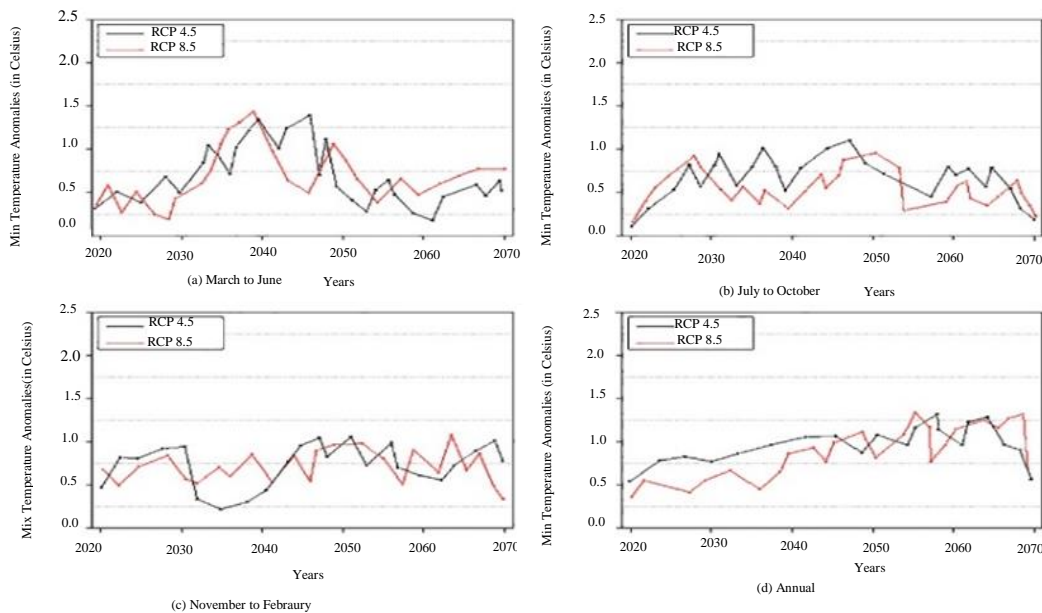 Min Temperature Anomalies (in Celsius)
2.5
2.0
1.5
1.0
0.5
0.0
RCP 4.5
RCP 8.5
2020
2030
2040
2050
2060
2070
(a) March to June
Years
Min Temperature Anomalies (in Celsius)
2.5
2.0
1.5
1.0
0.5
0.0
RCP 4.5
RCP 8.5
2020
2030
2040
2050
2060
2070
(b) July to October
Years
Mix Temperature Anomalies(in Celsius)
2.5
2.0
1.5
1.0
0.5
0.0
RCP 4.5
RCP 8.5
2020
2030
2040
2050
2060
2070
Years
(c) November to Febraury
Min Temperature Anomalies (in Celsius)
2.5
2.0
1.5
1.0
0.5
0.0
RCP 4.5
RCP 8.5
2020
2030
2040
2050
2060
2070
Years
(d) Annual